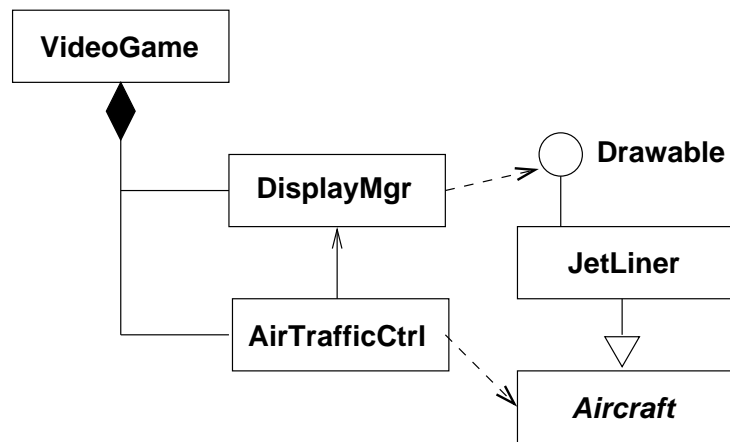 VideoGame
Drawable
DisplayMgr
JetLiner
AirTrafficCtrl
Aircraft